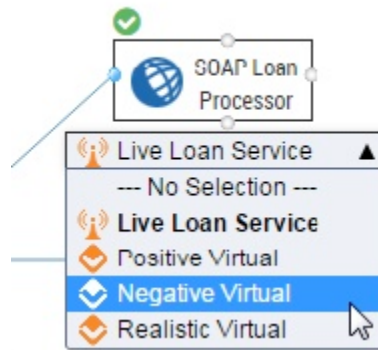 SOAP Loan
Processor
Live Loan Service
--- No Selection ---
Live Loan Service
Positive Virtual
Negative Virtual
Realistic Virtual